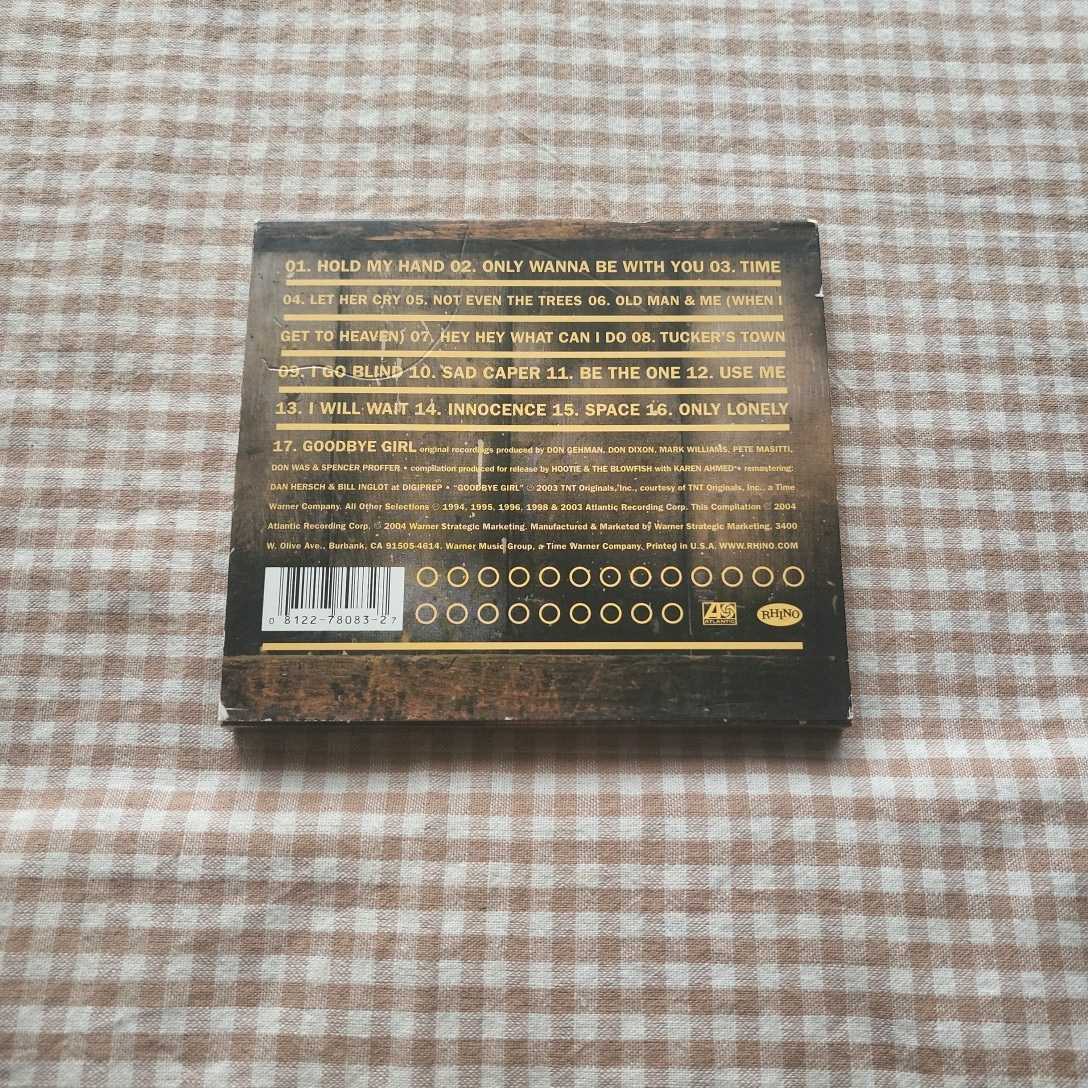 01. HOLD MY HAND 02. ONLY WANNA BE WITH YOU 03. TIME
04. LET HER CRY 05. NOT EVEN THE TREES 06. OLD MAN & ME (WHEN I
GET TO HEAVEN) 07. HEY HEY WHAT CAN I DO 08. TUCKER'S TOWN
09. I GO BLIND 10. SAD CAPER 11. BE THE ONE 12. USE ME
13. I WILL WAIT 14. INNOCENCE 15. SPACE 16. ONLY LONELY
17. GOODBYE GIRL original recordings produced by DON GEHMAN, DON DIXON, MARK WILLIAMS, PETE MASITTI,
DON WAS & SPENCER PROFFER • compilation produced for release by HOOTIE & THE BLOWFISH with KAREN AHMED • remastering:
DAN HERSCH & BILL INGLOT at DIGIPREP • "GOODBYE GIRL" ℗ 2003 TNT Originals, Inc., courtesy of TNT Originals, Inc., a Time
Warner Company. All Other Selections ℗ 1994, 1995, 1996, 1998 & 2003 Atlantic Recording Corp. This Compilation ℗ 2004
Atlantic Recording Corp. © 2004 Warner Strategic Marketing. Manufactured & Marketed by Warner Strategic Marketing, 3400
W. Olive Ave., Burbank, CA 91505-4614. Warner Music Group, a Time Warner Company. Printed in U.S.A. WWW.RHINO.COM
0 8122-78083-2 7
ATLANTIC
RHINO